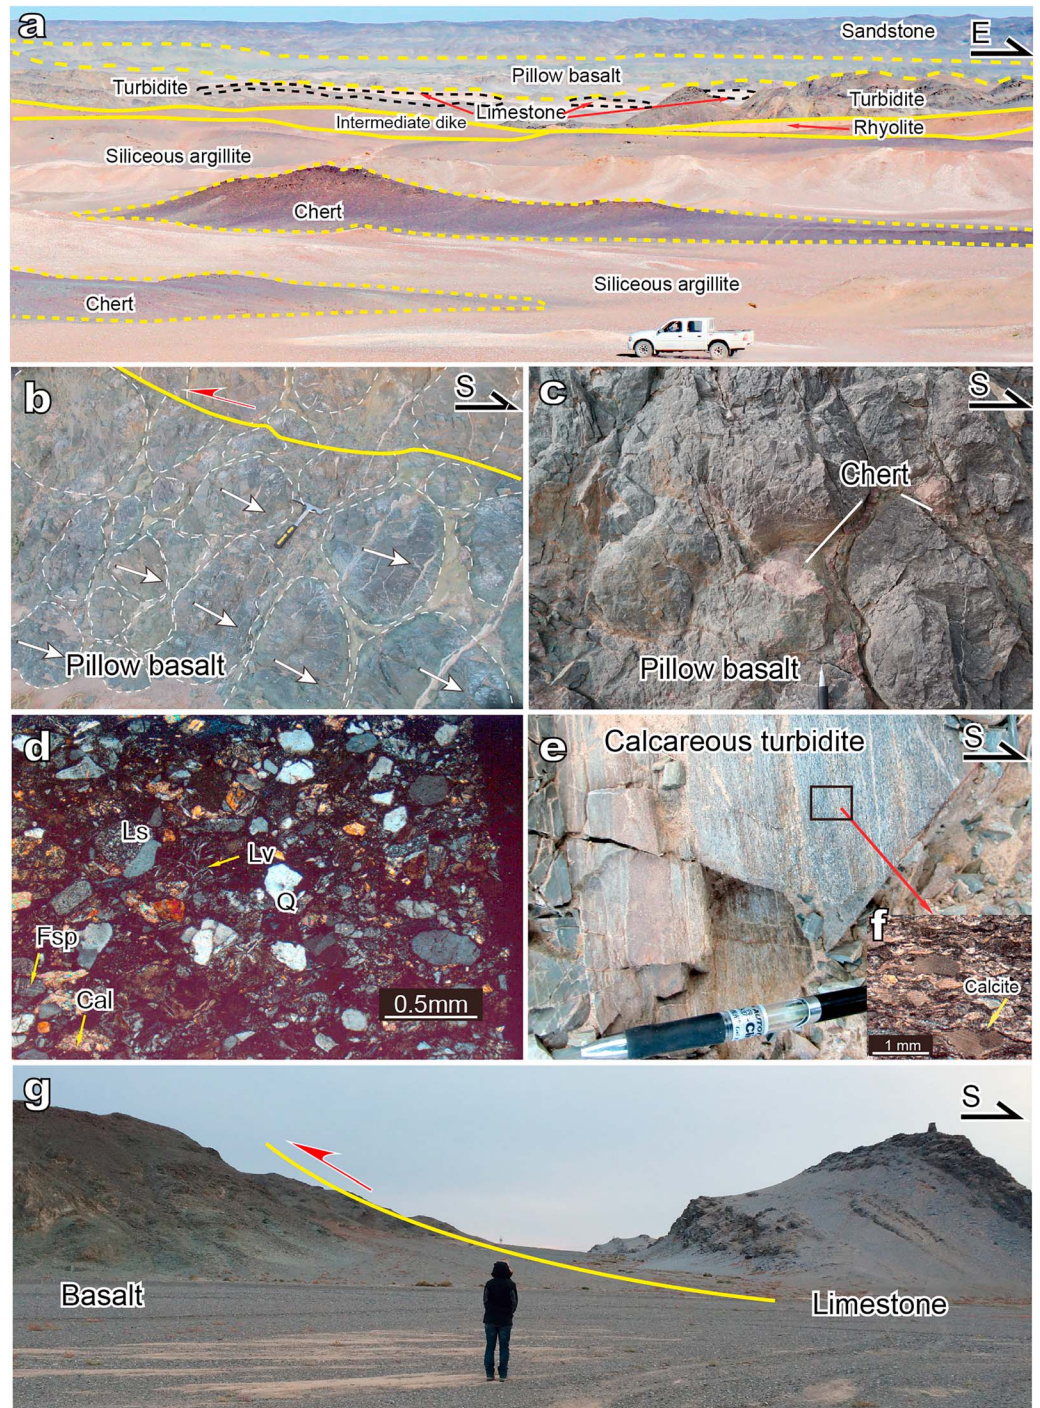 a
Sandstone
E
Pillow basalt
Turbidite
Limestone
Turbidite
Intermediate dike
Rhyolite
Siliceous argillite
Chert
Siliceous argillite
Chert
b
S
Pillow basalt
c
S
Chert
Pillow basalt
d
Ls
Lv
Q
Fsp
Cal
0.5mm
e
Calcareous turbidite
S
f
Calcite
1 mm
g
S
Basalt
Limestone